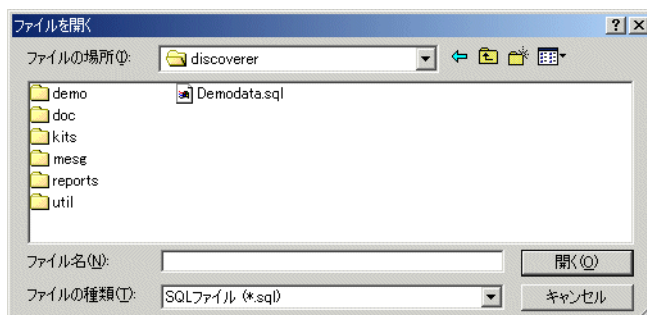 ファイルを開く
ファイルの場所(I):
discoverer
demo
doc
kits
mesg
reports
util
Demodata.sql
ファイル名(N):
開く(O)
ファイルの種類(T):
SQLファイル (*.sql)
キャンセル